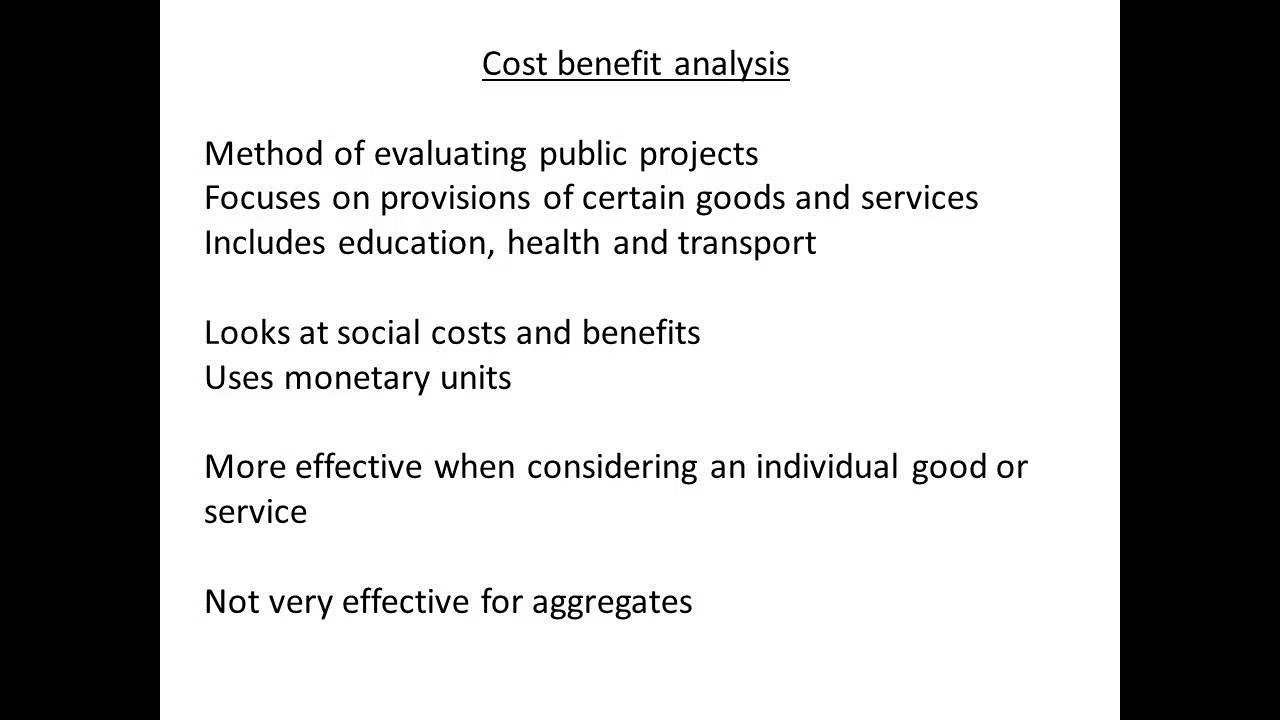 Cost benefit analysis
Method of evaluating public projects
Focuses on provisions of certain goods and services
Includes education, health and transport
Looks at social costs and benefits
Uses monetary units
More effective when considering an individual good or
service
Not very effective for aggregates